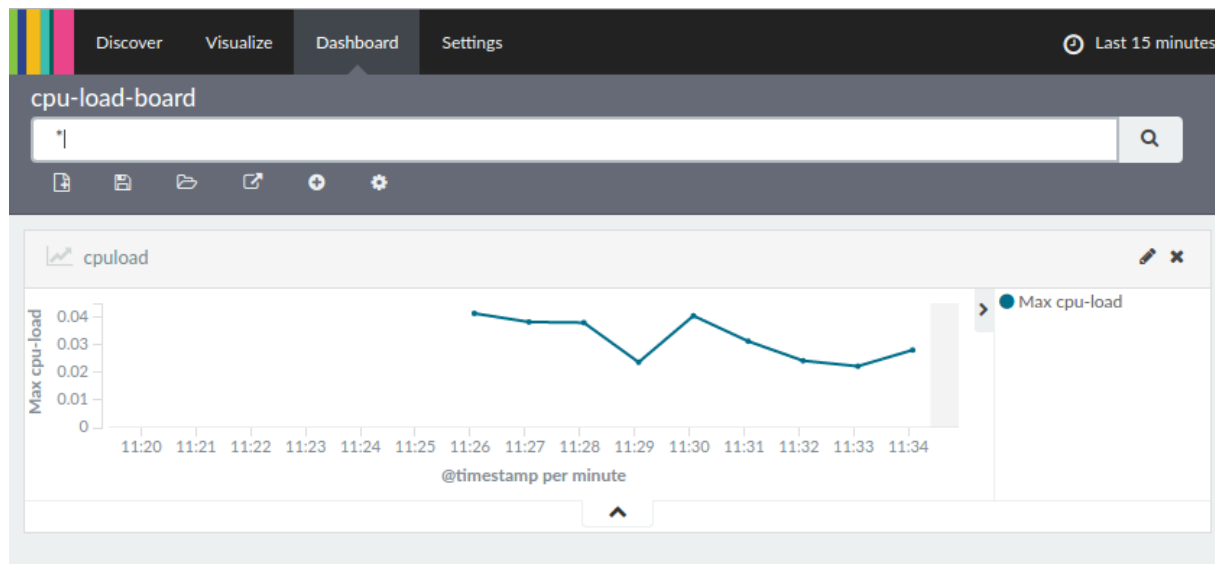 Discover Visualize Dashboard Settings Last 15 minutes
cpu-load-board
*
cpuload
Max cpu-load
0.04
0.03
0.02
0.01
0
11:20 11:21 11:22 11:23 11:24 11:25 11:26 11:27 11:28 11:29 11:30 11:31 11:32 11:33 11:34
@timestamp per minute
Max cpu-load